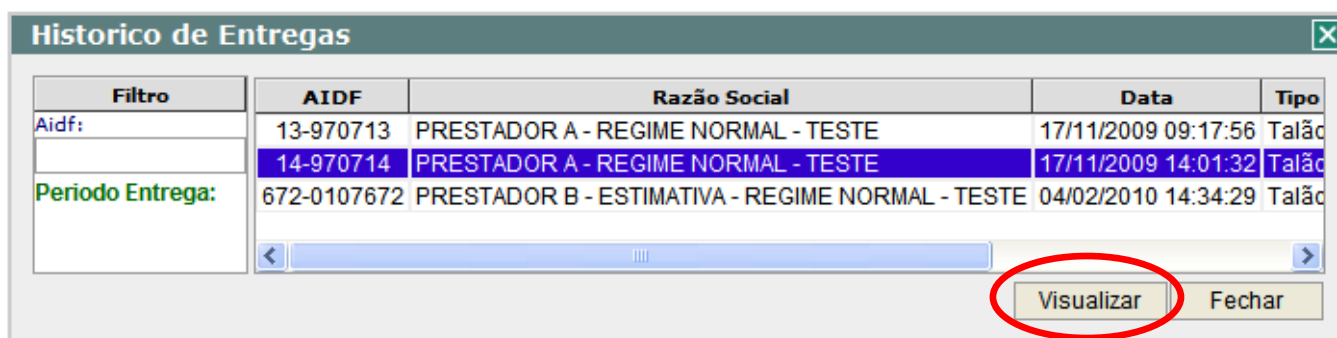 Historico de Entregas
Filtro AIDF Razão Social Data Tipo
Aidf: 13-970713 PRESTADOR A - REGIME NORMAL - TESTE 17/11/2009 09:17:56 Talão
14-970714 PRESTADOR A - REGIME NORMAL - TESTE 17/11/2009 14:01:32 Talão
Periodo Entrega: 672-0107672 PRESTADOR B - ESTIMATIVA - REGIME NORMAL - TESTE 04/02/2010 14:34:29 Talão
Visualizar Fechar